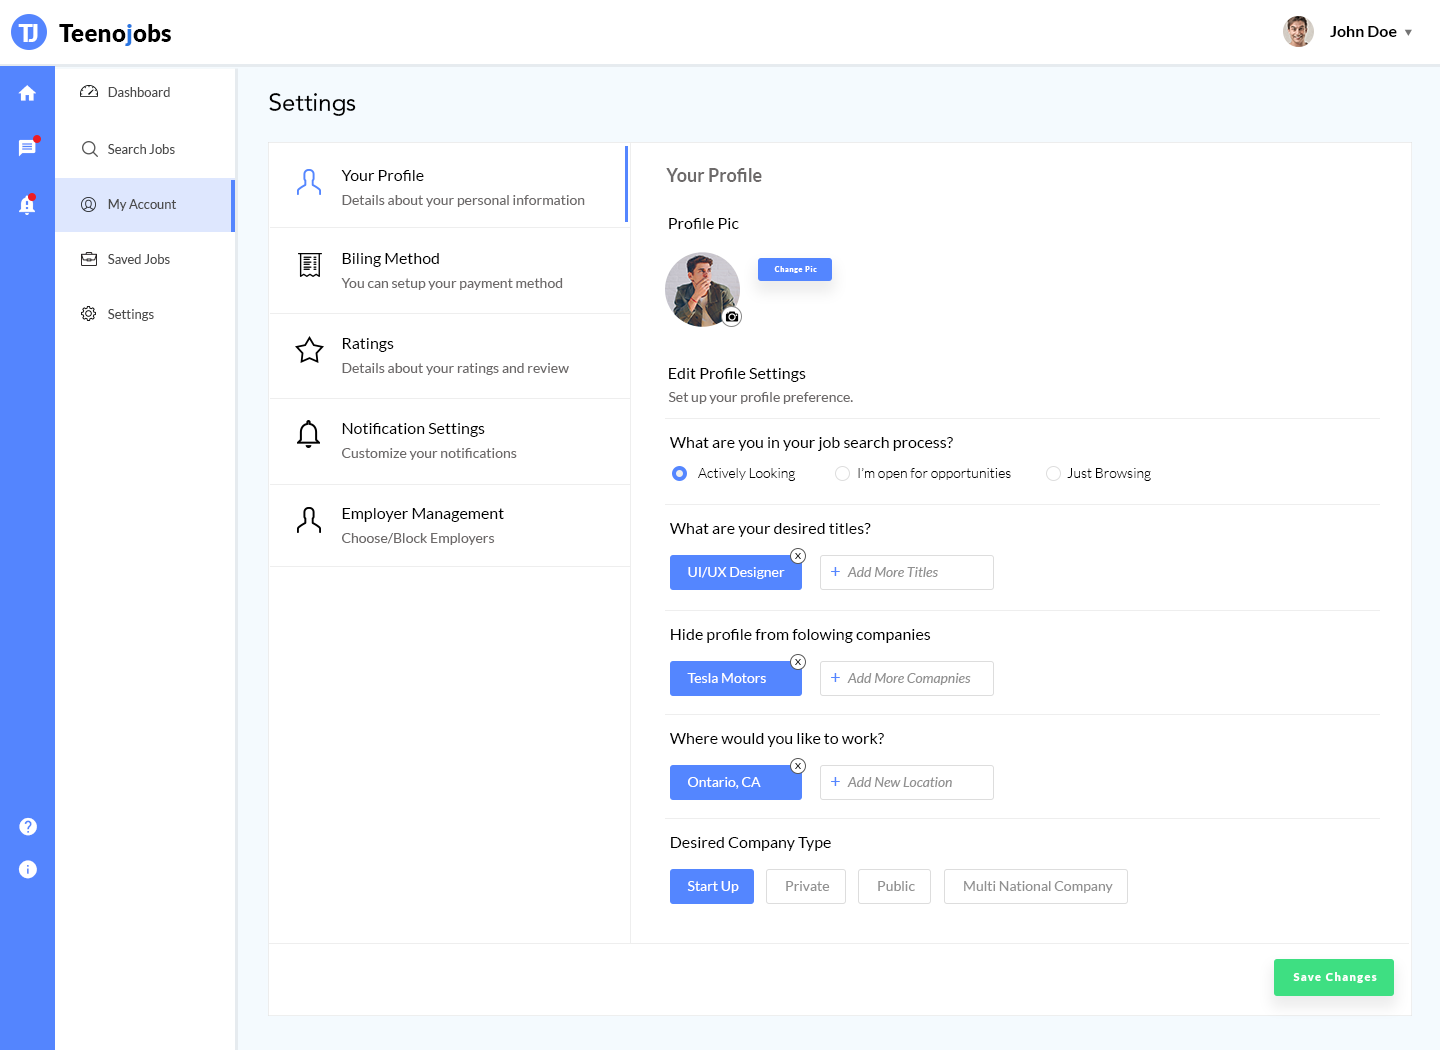 TJ Teenojobs
John Doe ▾
Dashboard
Search Jobs
My Account
Saved Jobs
Settings
Settings
Your Profile
Details about your personal information
Biling Method
You can setup your payment method
Ratings
Details about your ratings and review
Notification Settings
Customize your notifications
Employer Management
Choose/Block Employers
Your Profile
Profile Pic
Change Pic
Edit Profile Settings
Set up your profile preference.
What are you in your job search process?
Actively Looking I'm open for opportunities Just Browsing
What are your desired titles?
UI/UX Designer x + Add More Titles
Hide profile from folowing companies
Tesla Motors x + Add More Comapnies
Where would you like to work?
Ontario, CA x + Add New Location
Desired Company Type
Start Up Private Public Multi National Company
Save Changes